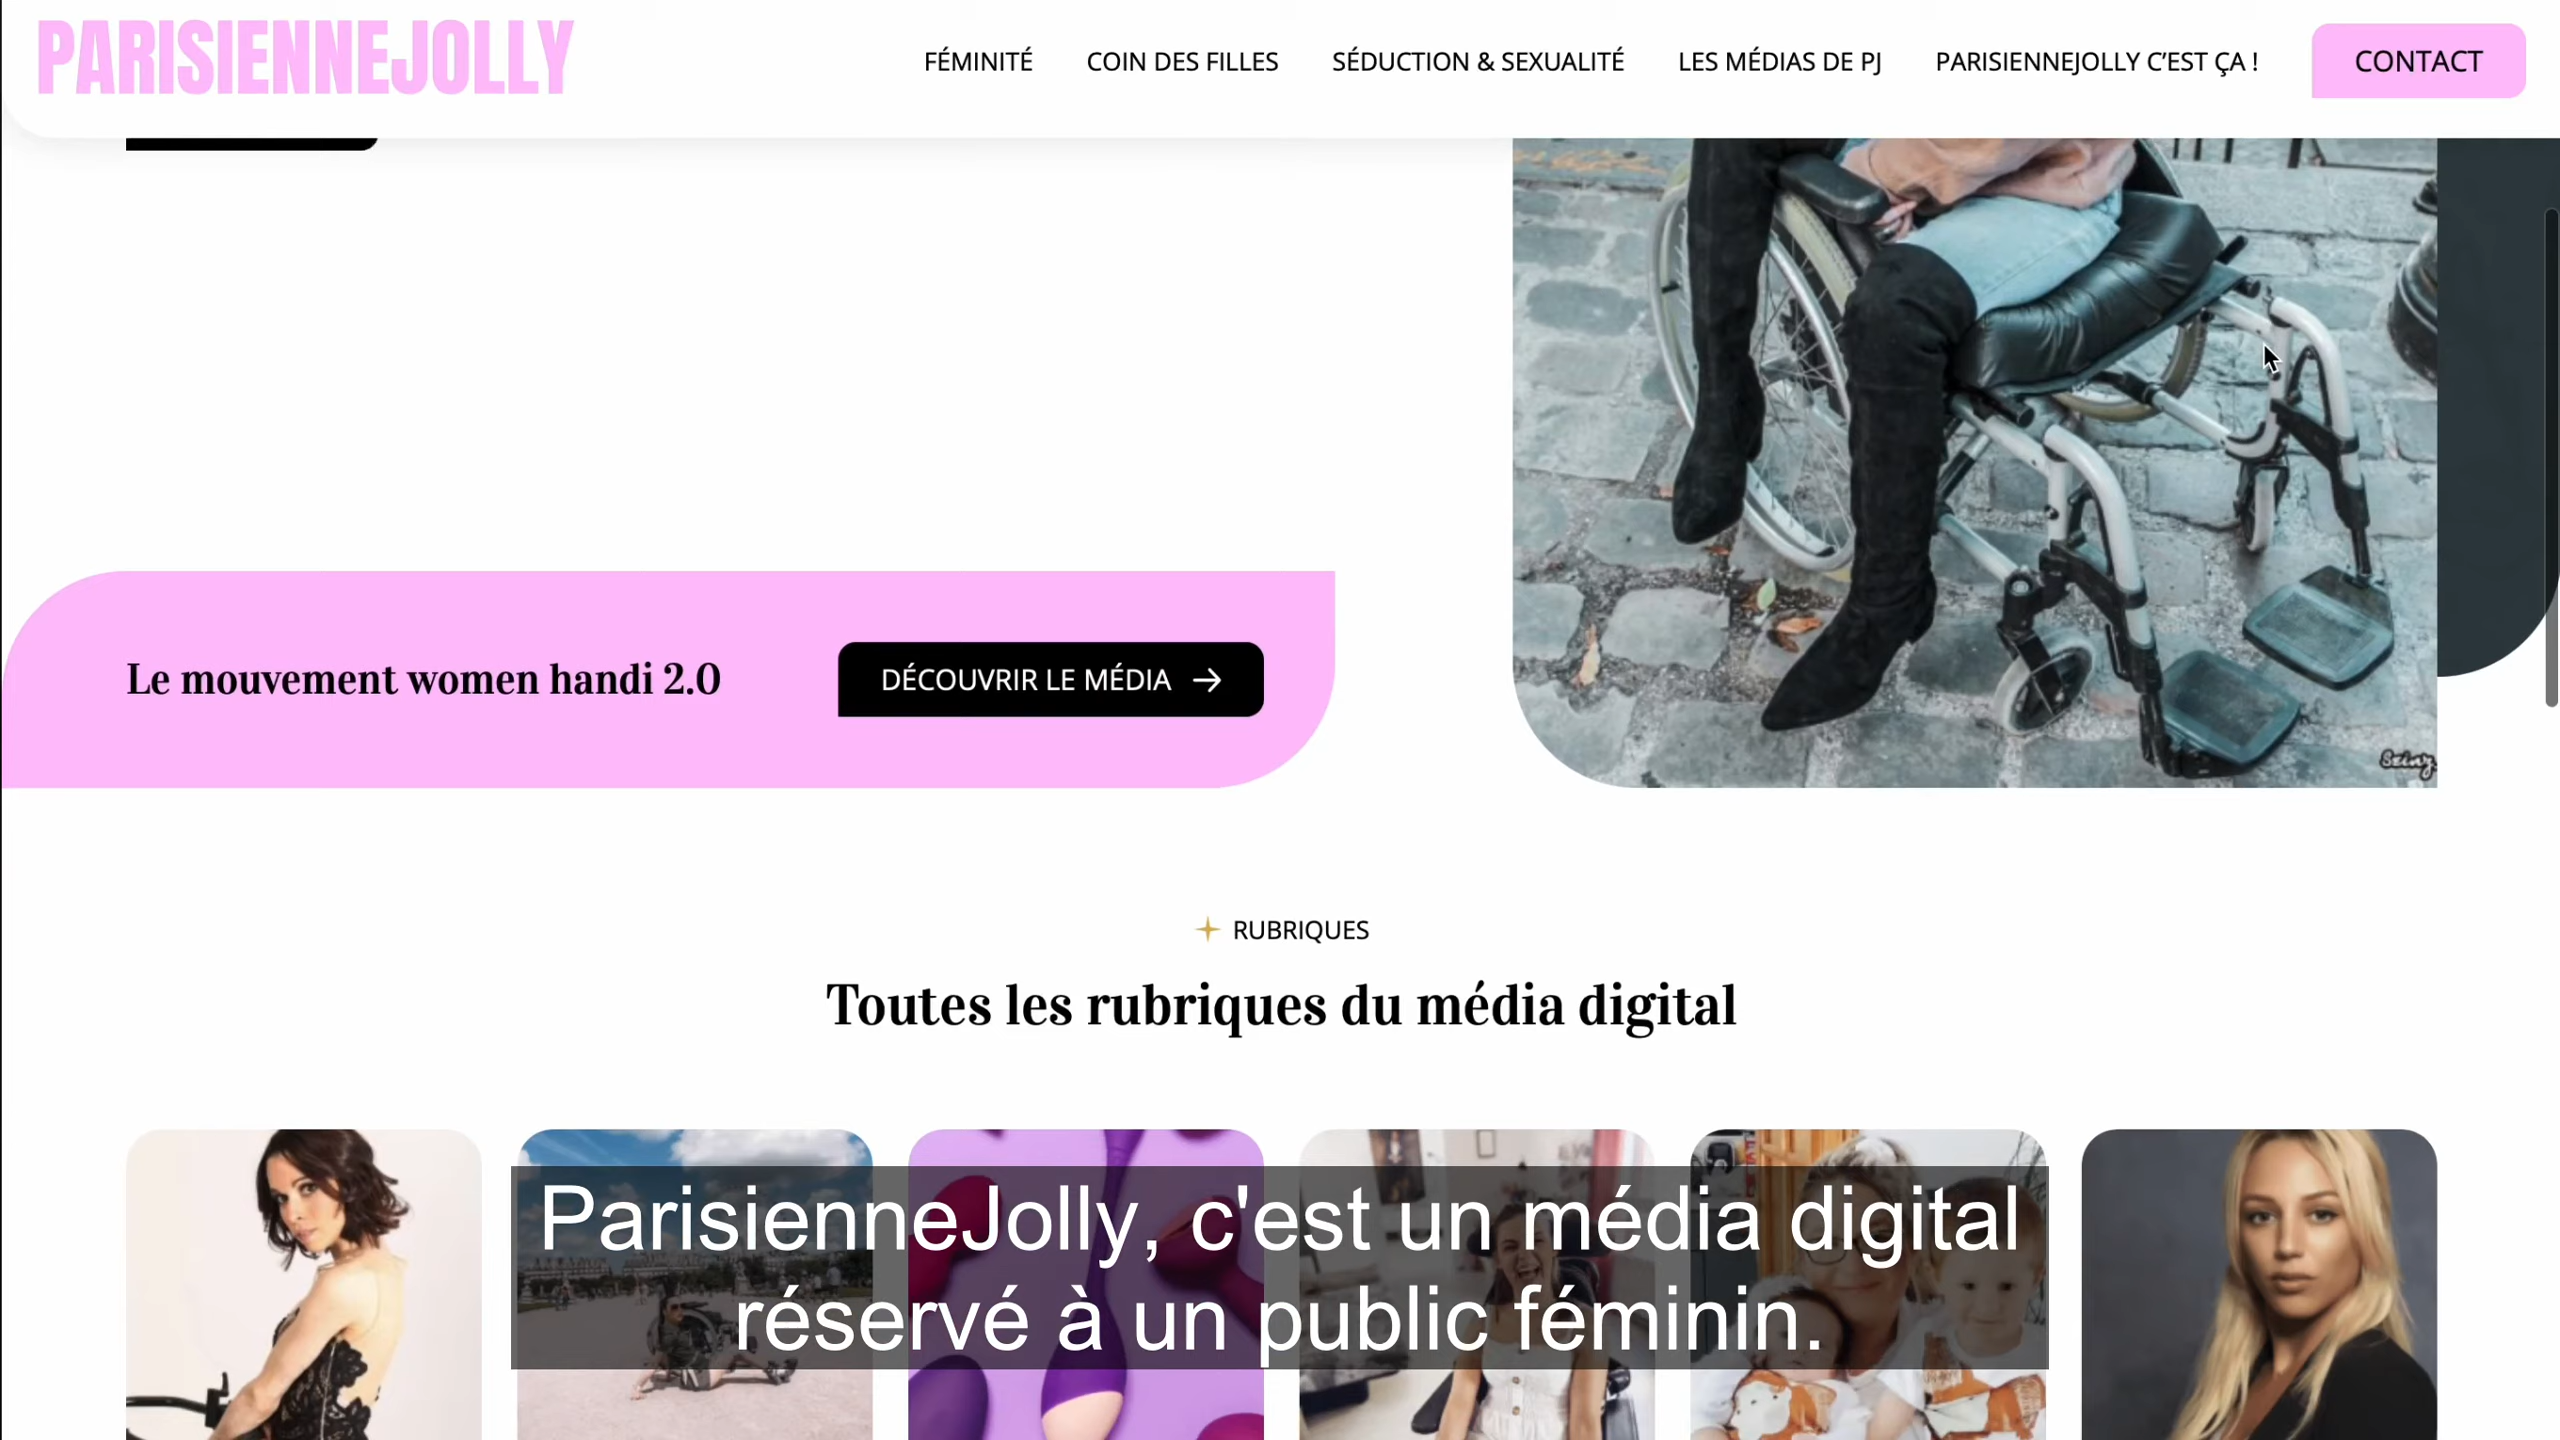 PARISIENNEJOLLY
FÉMINITÉ
COIN DES FILLES
SÉDUCTION & SEXUALITÉ
LES MÉDIAS DE PJ
PARISIENNEJOLLY C'EST ÇA !
CONTACT
Le mouvement women handi 2.0
DÉCOUVRIR LE MÉDIA
RUBRIQUES
Toutes les rubriques du média digital
ParisienneJolly, c'est un média digital
réservé à un public féminin.